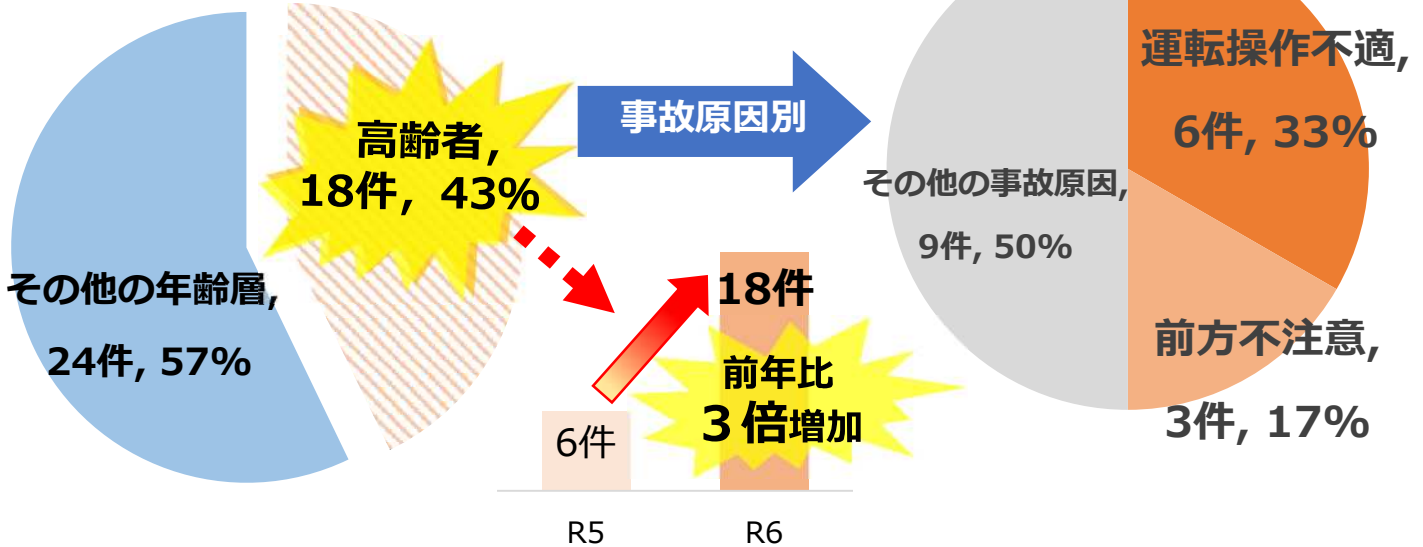 高齢者,
18件, 43%
その他の年齢層,
24件, 57%
事故原因別
運転操作不適,
6件, 33%
その他の事故原因,
9件, 50%
前方不注意,
3件, 17%
18件
前年比
３倍増加
6件
R5
R6